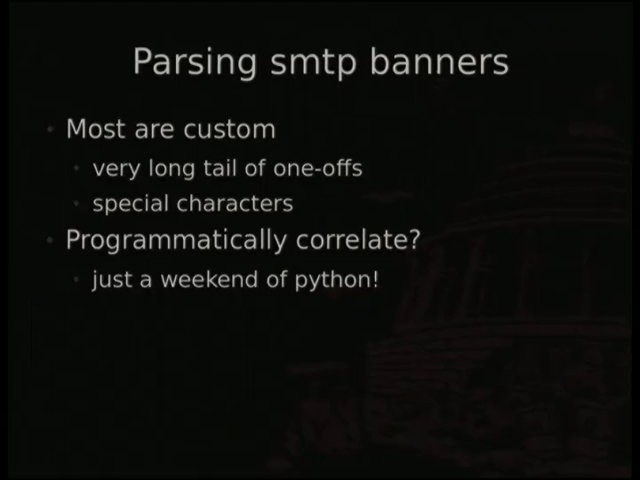 Parsing smtp banners
Most are custom
very long tail of one-offs
special characters
Programmatically correlate?
just a weekend of python!